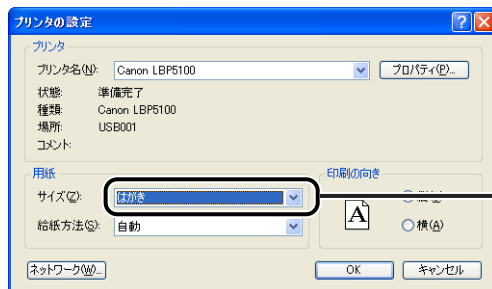 プリンタの設定
プリンタ
プリンタ名(N): Canon LBP5100 プロパティ(P)...
状態: 準備完了
種類: Canon LBP5100
場所: USB001
コメント:
用紙
サイズ(Z): はがき
給紙方法(S): 自動
印刷の向き
A
横(A)
ネットワーク(W)...
OK キャンセル